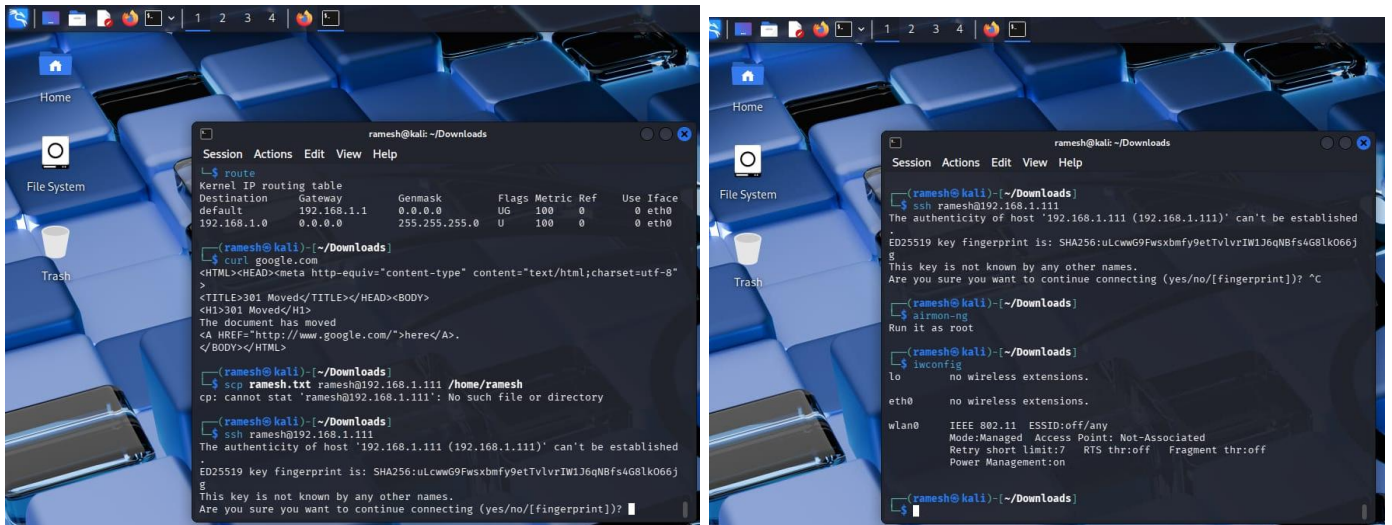 1 2 3 4
Home
File System
Trash
ramesh@kali: ~/Downloads
Session Actions Edit View Help
└─$ route
Kernel IP routing table
Destination Gateway Genmask Flags Metric Ref Use Iface
default 192.168.1.1 0.0.0.0 UG 100 0 0 eth0
192.168.1.0 0.0.0.0 255.255.255.0 U 100 0 0 eth0
┌──(ramesh㉿kali)-[~/Downloads]
└─$ curl google.com
<HTML><HEAD><meta http-equiv="content-type" content="text/html;charset=utf-8"
>
<TITLE>301 Moved</TITLE></HEAD><BODY>
<H1>301 Moved</H1>
The document has moved
<A HREF="http://www.google.com/">here</A>.
</BODY></HTML>
┌──(ramesh㉿kali)-[~/Downloads]
└─$ scp ramesh.txt ramesh@192.168.1.111 /home/ramesh
cp: cannot stat 'ramesh@192.168.1.111': No such file or directory
┌──(ramesh㉿kali)-[~/Downloads]
└─$ ssh ramesh@192.168.1.111
The authenticity of host '192.168.1.111 (192.168.1.111)' can't be established
.
ED25519 key fingerprint is: SHA256:uLcwwG9Fwsxbmfy9etTvlvrIW1J6qNBfs4G8lkO66j
g
This key is not known by any other names.
Are you sure you want to continue connecting (yes/no/[fingerprint])?
1 2 3 4
Home
File System
Trash
ramesh@kali: ~/Downloads
Session Actions Edit View Help
┌──(ramesh㉿kali)-[~/Downloads]
└─$ ssh ramesh@192.168.1.111
The authenticity of host '192.168.1.111 (192.168.1.111)' can't be established
.
ED25519 key fingerprint is: SHA256:uLcwwG9Fwsxbmfy9etTvlvrIW1J6qNBfs4G8lkO66j
g
This key is not known by any other names.
Are you sure you want to continue connecting (yes/no/[fingerprint])? ^C
┌──(ramesh㉿kali)-[~/Downloads]
└─$ airmon-ng
Run it as root
┌──(ramesh㉿kali)-[~/Downloads]
└─$ iwconfig
lo no wireless extensions.
eth0 no wireless extensions.
wlan0 IEEE 802.11 ESSID:off/any
Mode:Managed Access Point: Not-Associated
Retry short limit:7 RTS thr:off Fragment thr:off
Power Management:on
┌──(ramesh㉿kali)-[~/Downloads]
└─$